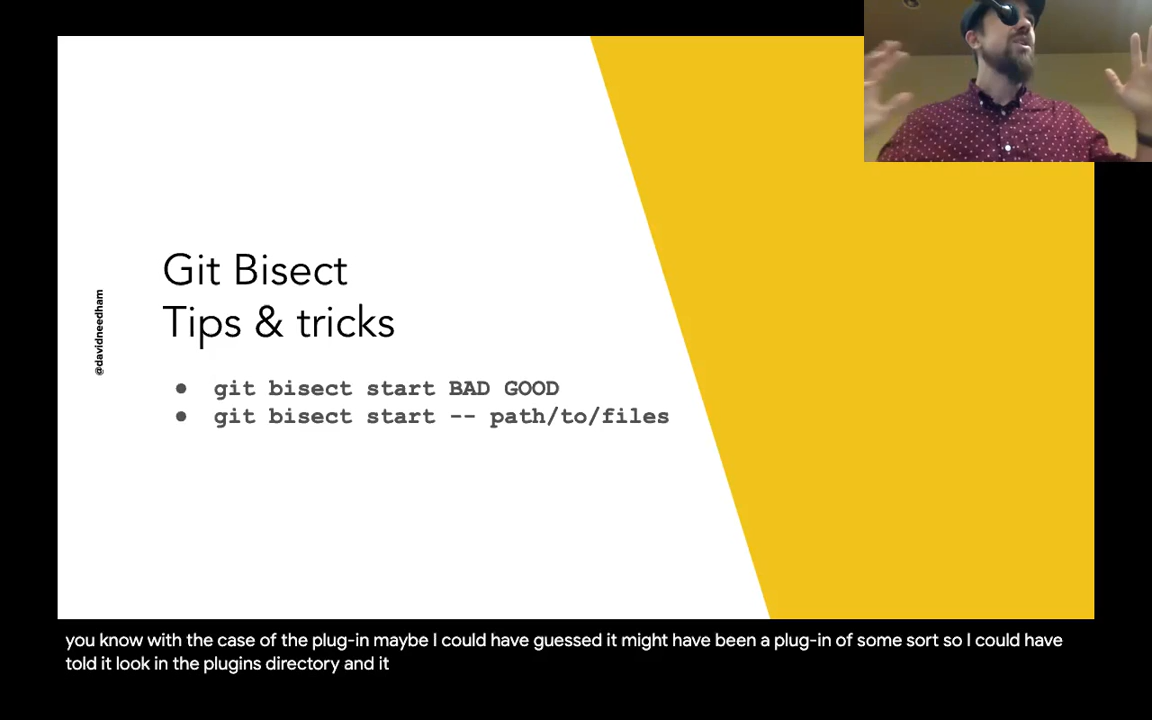 @davidneedham
Git Bisect
Tips & tricks
● git bisect start BAD GOOD
● git bisect start -- path/to/files
you know with the case of the plug-in maybe I could have guessed it might have been a plug-in of some sort so I could have
told it look in the plugins directory and it